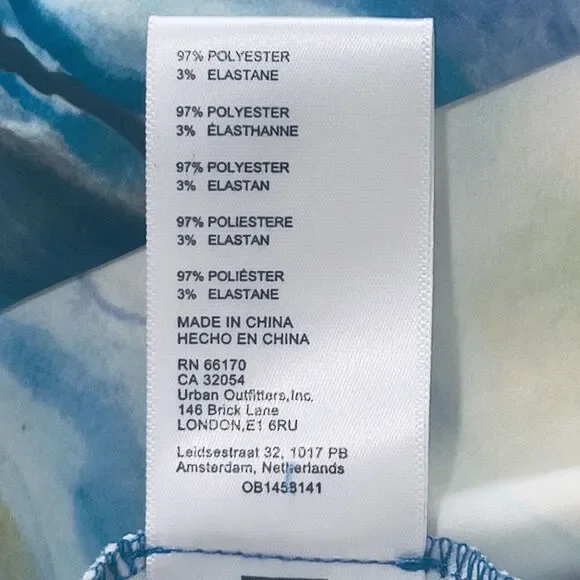 97% POLYESTER
3% ELASTANE
97% POLYESTER
3% ÉLASTHANNE
97% POLYESTER
3% ELASTAN
97% POLIESTERE
3% ELASTAN
97% POLIÉSTER
3% ELASTANE
MADE IN CHINA
HECHO EN CHINA
RN 66170
CA 32054
Urban Outfitters,Inc.
146 Brick Lane
LONDON,E1 6RU
Leidsestraat 32, 1017 PB
Amsterdam, Netherlands
OB1458141